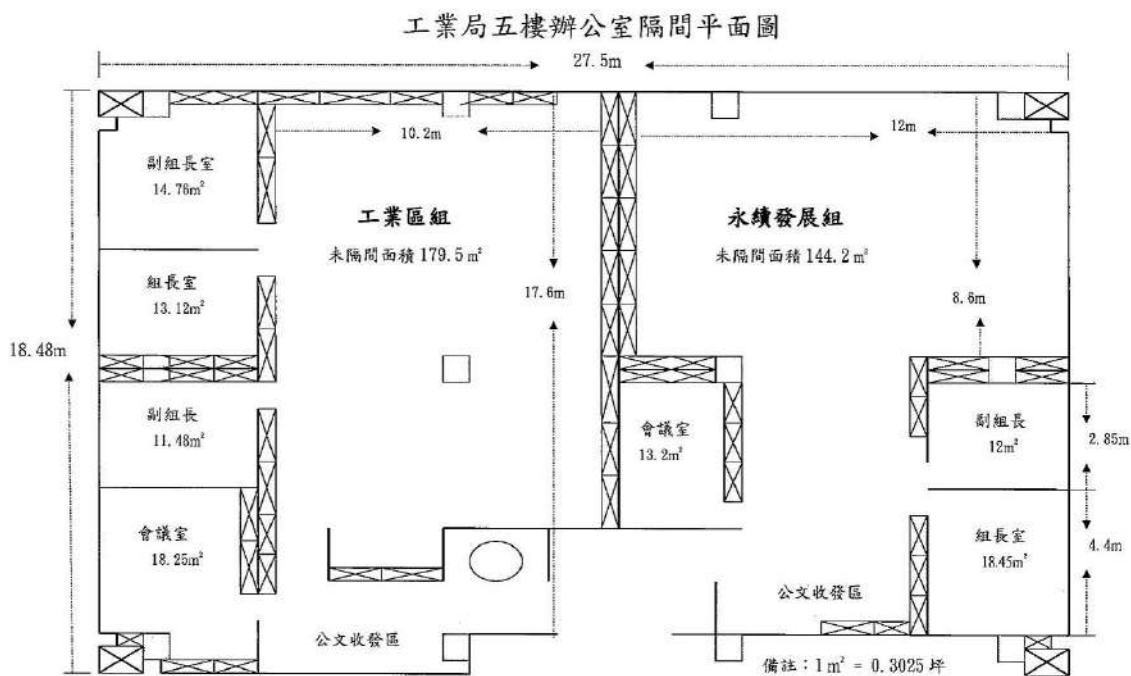 工業局五樓辦公室隔間平面圖
27.5m
10.2m
12m
副組長室
14.76m²
工業區組
未隔間面積 179.5 m²
永續發展組
未隔間面積 144.2 m²
組長室
13.12m²
17.6m
8.6m
18.48m
副組長
11.48m²
會議室
13.2m²
副組長
12m²
2.85m
會議室
18.25m²
組長室
18.45m²
4.4m
公文收發區
公文收發區
備註：1 m² = 0.3025 坪